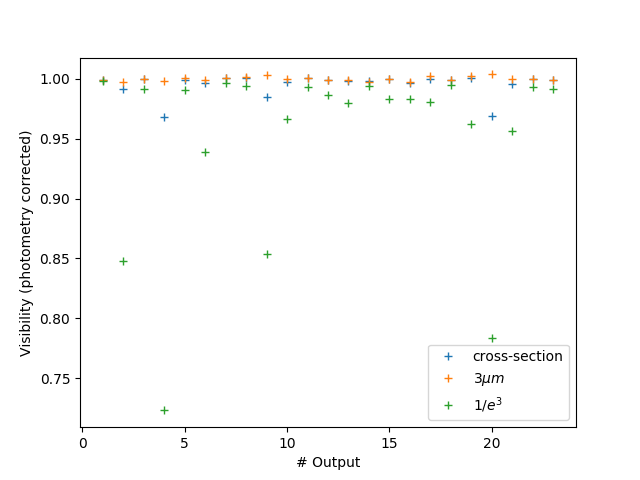 1.00
0.95
0.90
0.85
0.80
0.75
Visibility (photometry corrected)
cross-section
3μm
1/e³
0 5 10 15 20
# Output